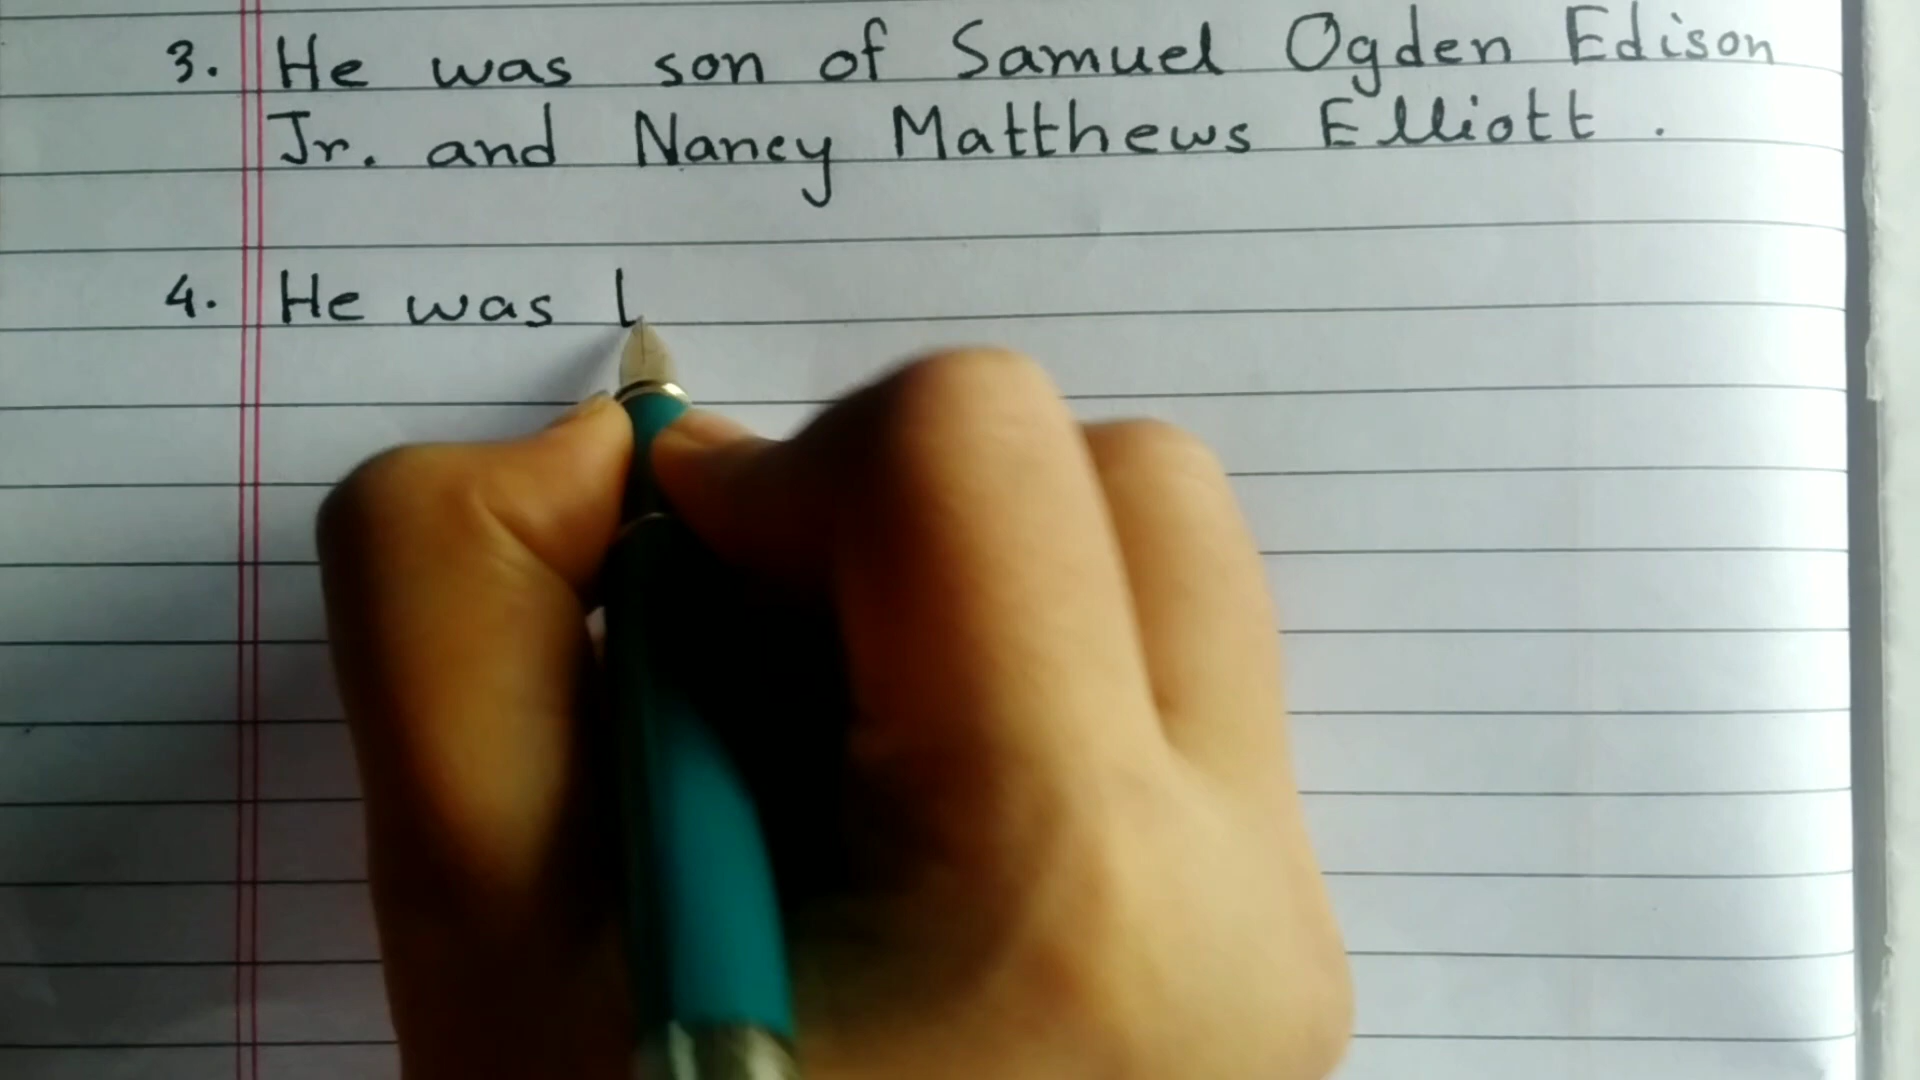 3. He was son of Samuel Ogden Edison
Jr. and Nancy Matthews Elliott .
4. He was